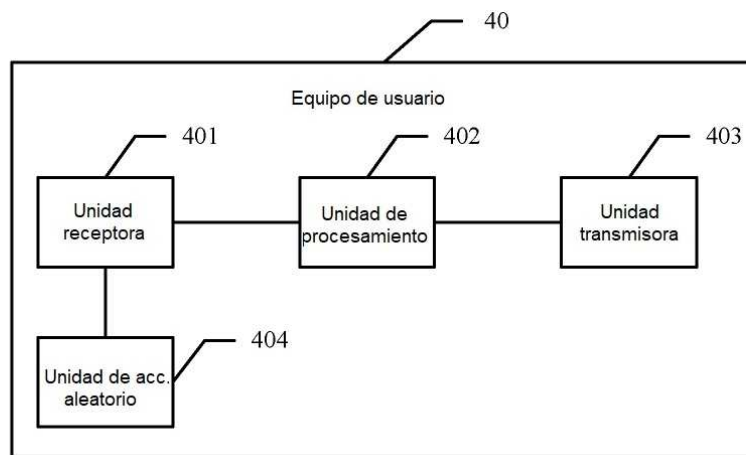 40
Equipo de usuario
401
402
403
Unidad
receptora
Unidad de
procesamiento
Unidad
transmisora
404
Unidad de acc.
aleatorio